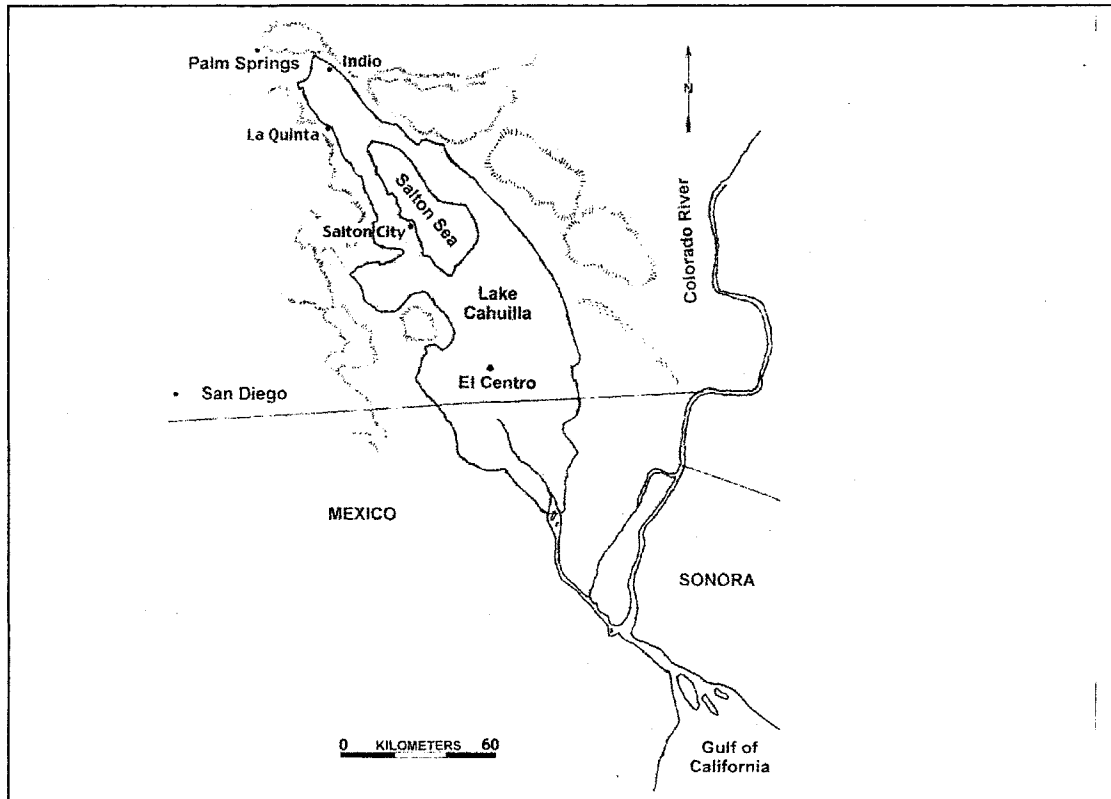 Palm Springs
Indio
N
La Quinta
Colorado River
Salton Sea
Salton City
Lake
Cahuilla
El Centro
San Diego
MEXICO
SONORA
0 KILOMETERS 60
Gulf of
California